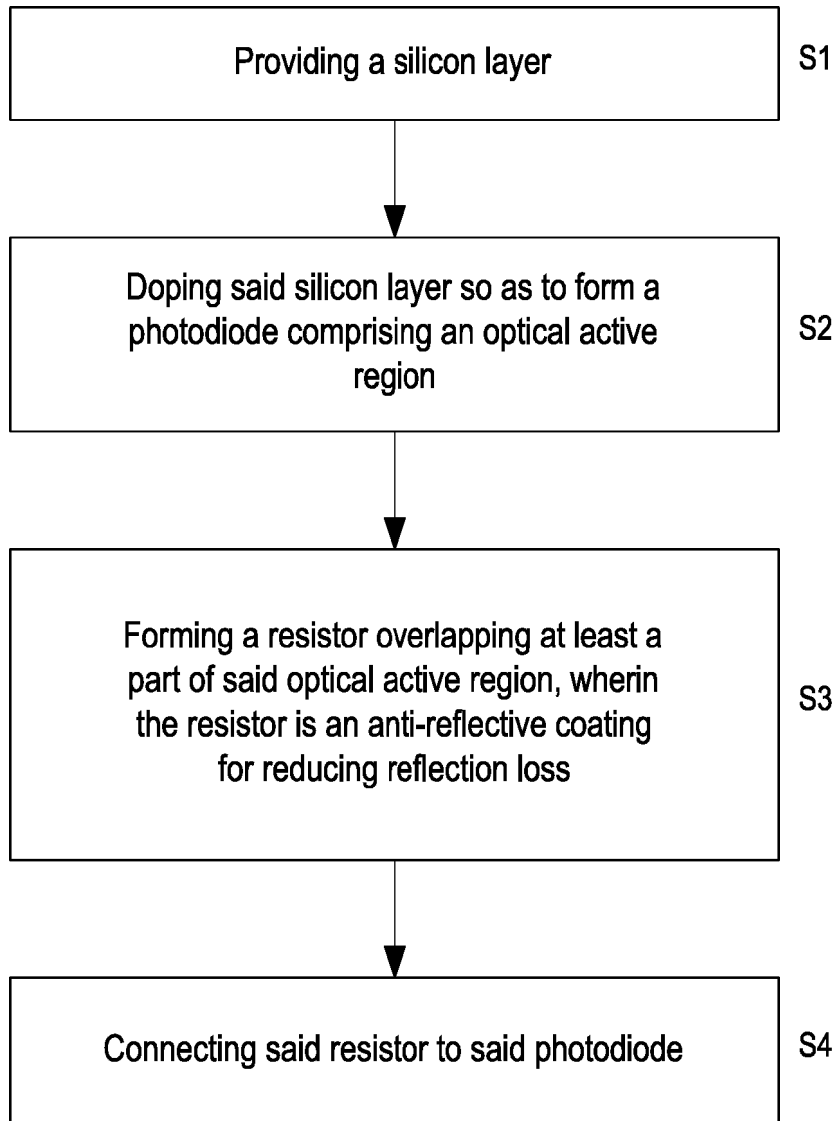 Providing a silicon layer
S1
Doping said silicon layer so as to form a
photodiode comprising an optical active
region
S2
Forming a resistor overlapping at least a
part of said optical active region, wherin
the resistor is an anti-reflective coating
for reducing reflection loss
S3
Connecting said resistor to said photodiode
S4